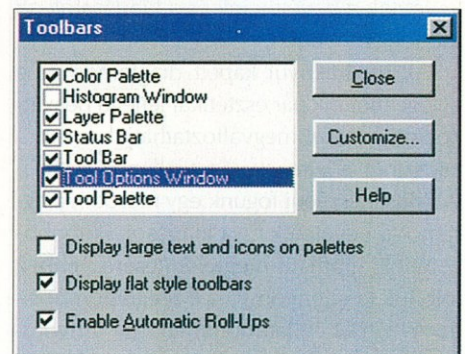 Toolbars
Color Palette
Histogram Window
Layer Palette
Status Bar
Tool Bar
Tool Options Window
Tool Palette
Close
Customize...
Help
Display large text and icons on palettes
Display flat style toolbars
Enable Automatic Roll-Ups